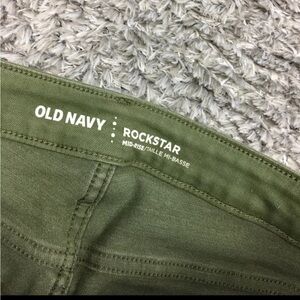 OLD NAVY
ROCKSTAR
MID-RISE/TAILLE MI-BASSE